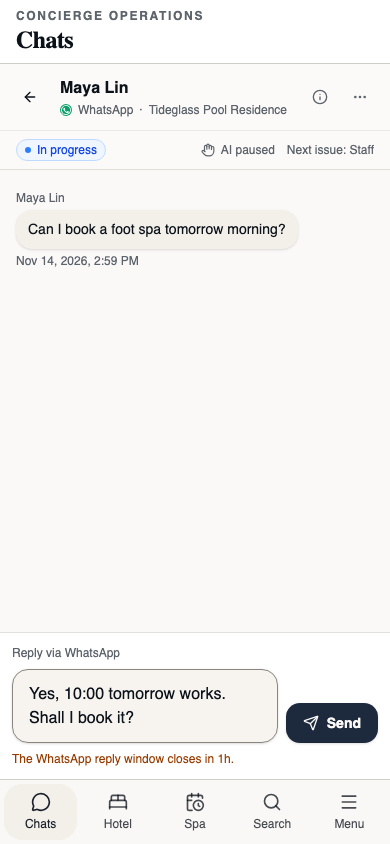 CONCIERGE OPERATIONS
Chats
Maya Lin
WhatsApp · Tideglass Pool Residence
In progress
AI paused
Next issue: Staff
Maya Lin
Can I book a foot spa tomorrow morning?
Nov 14, 2026, 2:59 PM
Reply via WhatsApp
Yes, 10:00 tomorrow works.
Shall I book it?
Send
The WhatsApp reply window closes in 1h.
Chats
Hotel
Spa
Search
Menu